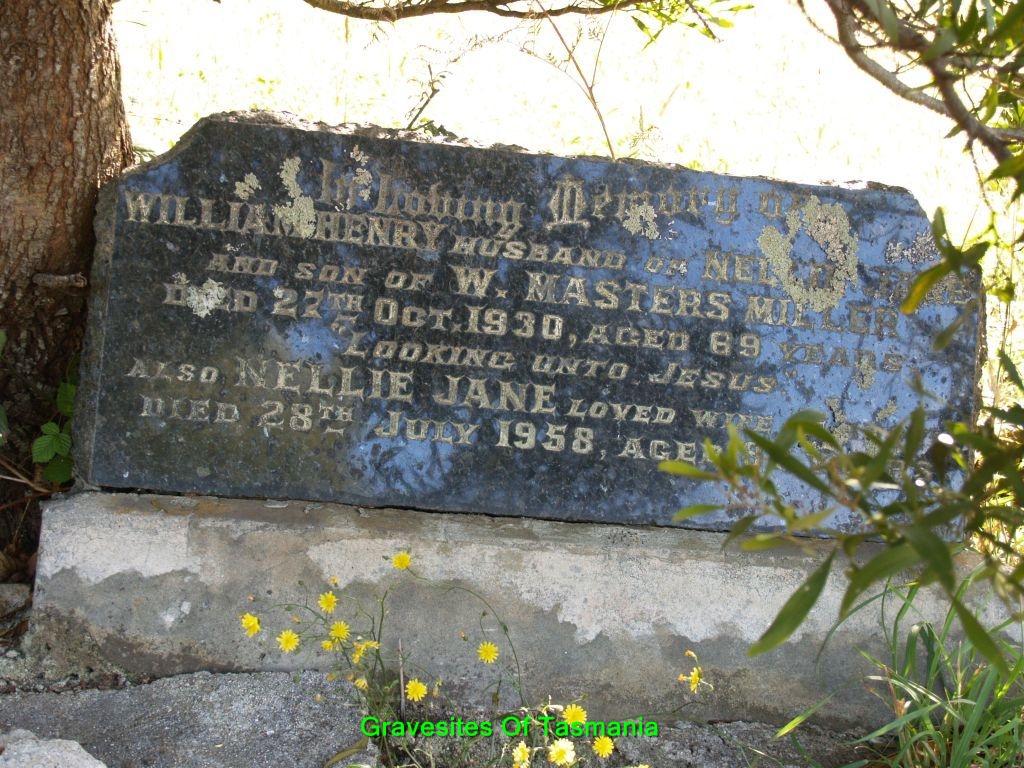 In Loving Memory of
WILLIAM HENRY HUSBAND OF NELLIE JANE
AND SON OF W. MASTERS MILLER
DIED 27TH OCT. 1930, AGED 69 YEARS
"LOOKING UNTO JESUS"
ALSO NELLIE JANE LOVED WIFE
DIED 28TH JULY 1958, AGED
Gravesites Of Tasmania